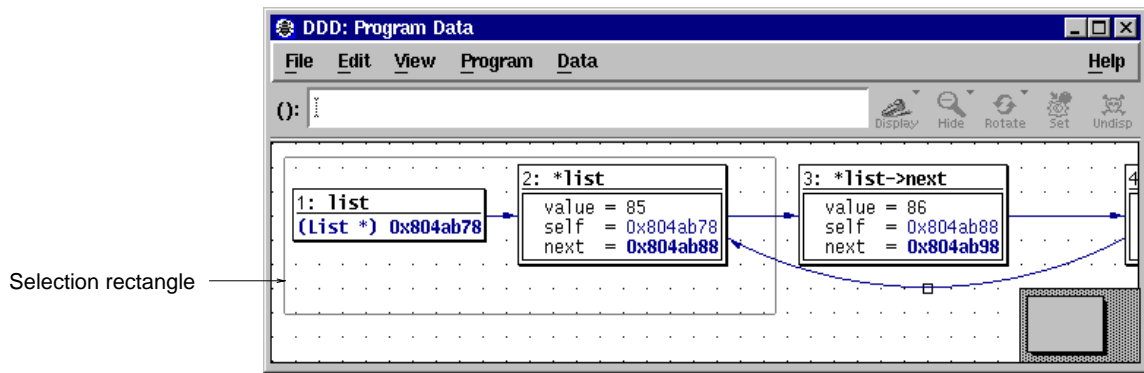 DDD: Program Data
File Edit View Program Data Help
():
Display Hide Rotate Set Undisp
1: list
(List *) 0x804ab78
2: *list
value = 85
self = 0x804ab78
next = 0x804ab88
3: *list->next
value = 86
self = 0x804ab88
next = 0x804ab98
4
Selection rectangle